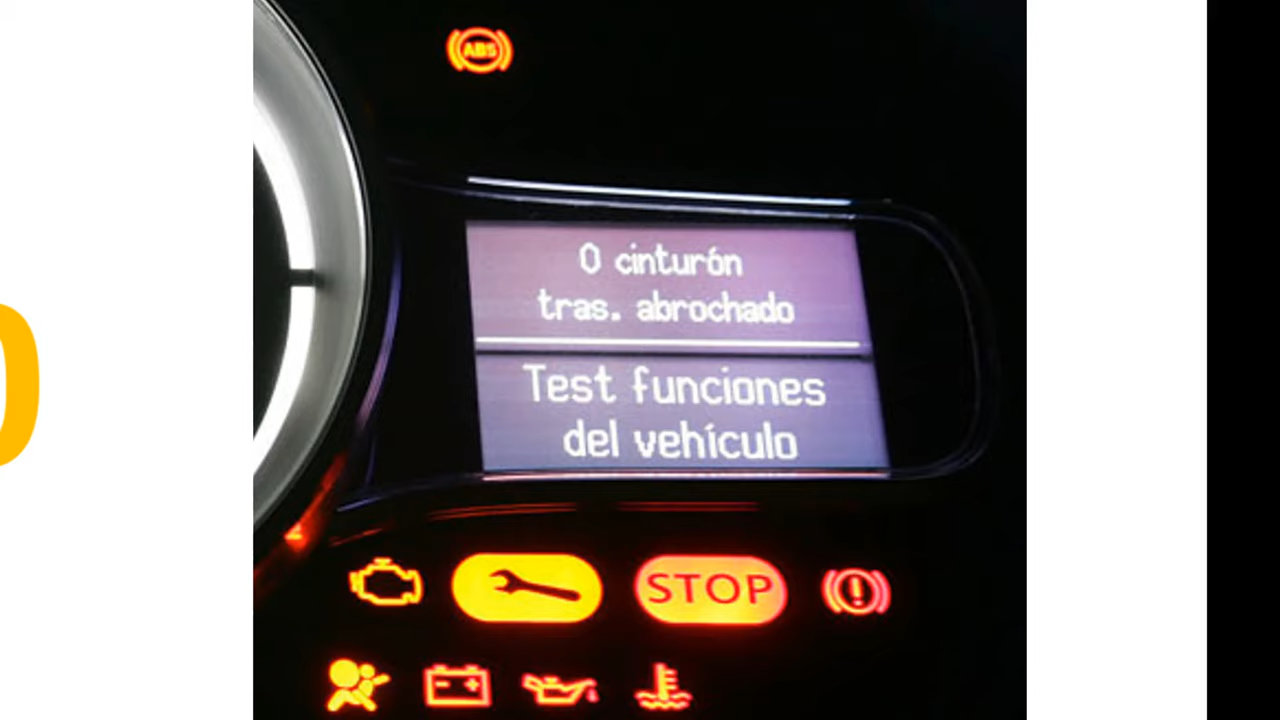 ABS
0 cinturón
tras. abrochado
Test funciones
del vehículo
STOP